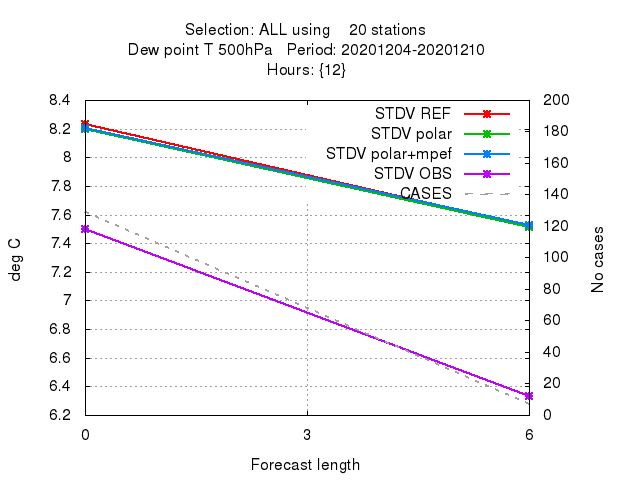 Selection: ALL using    20 stations
Dew point T 500hPa   Period: 20201204-20201210
Hours: {12}
8.4
8.2
8
7.8
7.6
7.4
7.2
7
6.8
6.6
6.4
6.2
deg C
STDV REF
STDV polar
STDV polar+mpef
STDV OBS
CASES
200
180
160
140
120
100
80
60
40
20
0
No cases
0 3 6
Forecast length